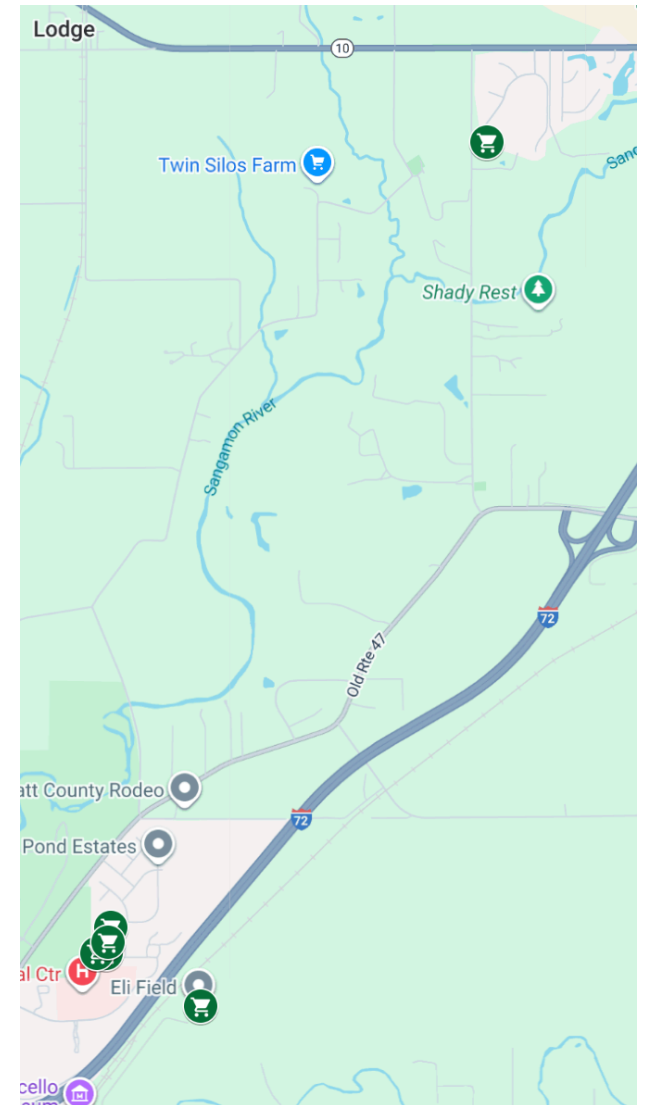 Lodge
10
Twin Silos Farm
Sang
Shady Rest
Sangamon River
72
Old Rte 47
att County Rodeo
72
Pond Estates
al Ctr
H
Eli Field
cello